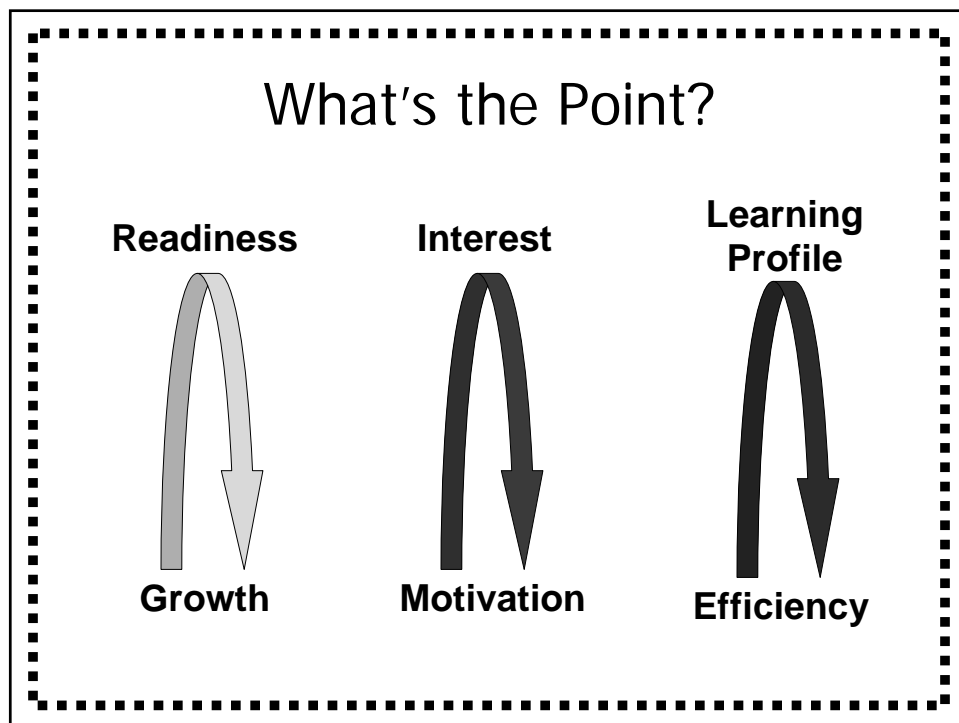 What's the Point?
Readiness
Interest
Learning
Profile
Growth
Motivation
Efficiency